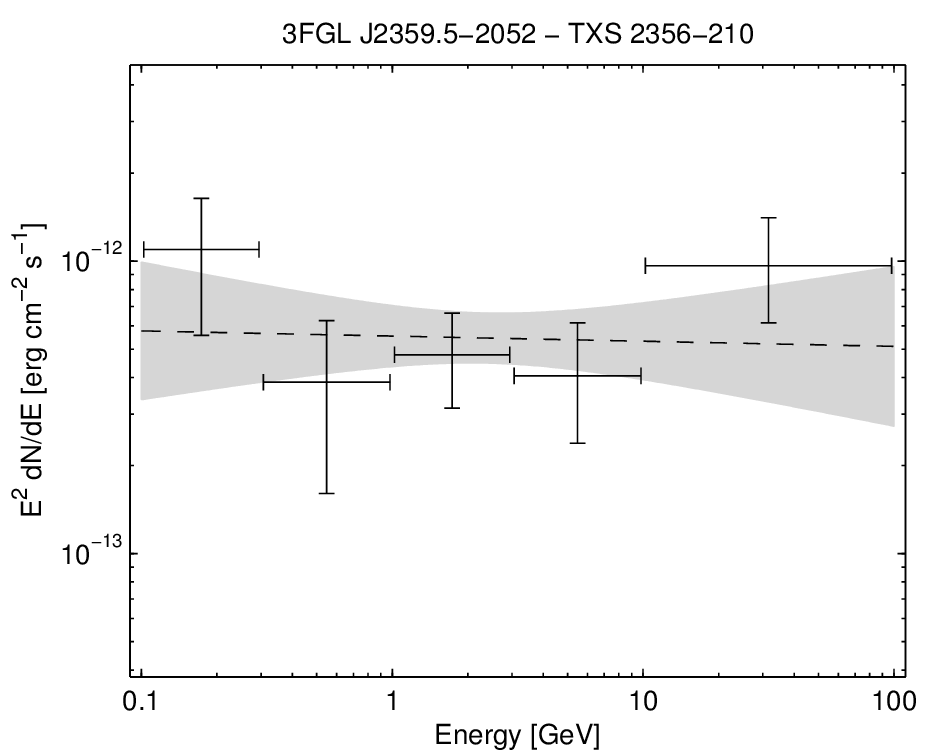 3FGL J2359.5−2052 − TXS 2356−210
E² dN/dE [erg cm⁻² s⁻¹]
10⁻¹²
10⁻¹³
0.1 1 10 100
Energy [GeV]